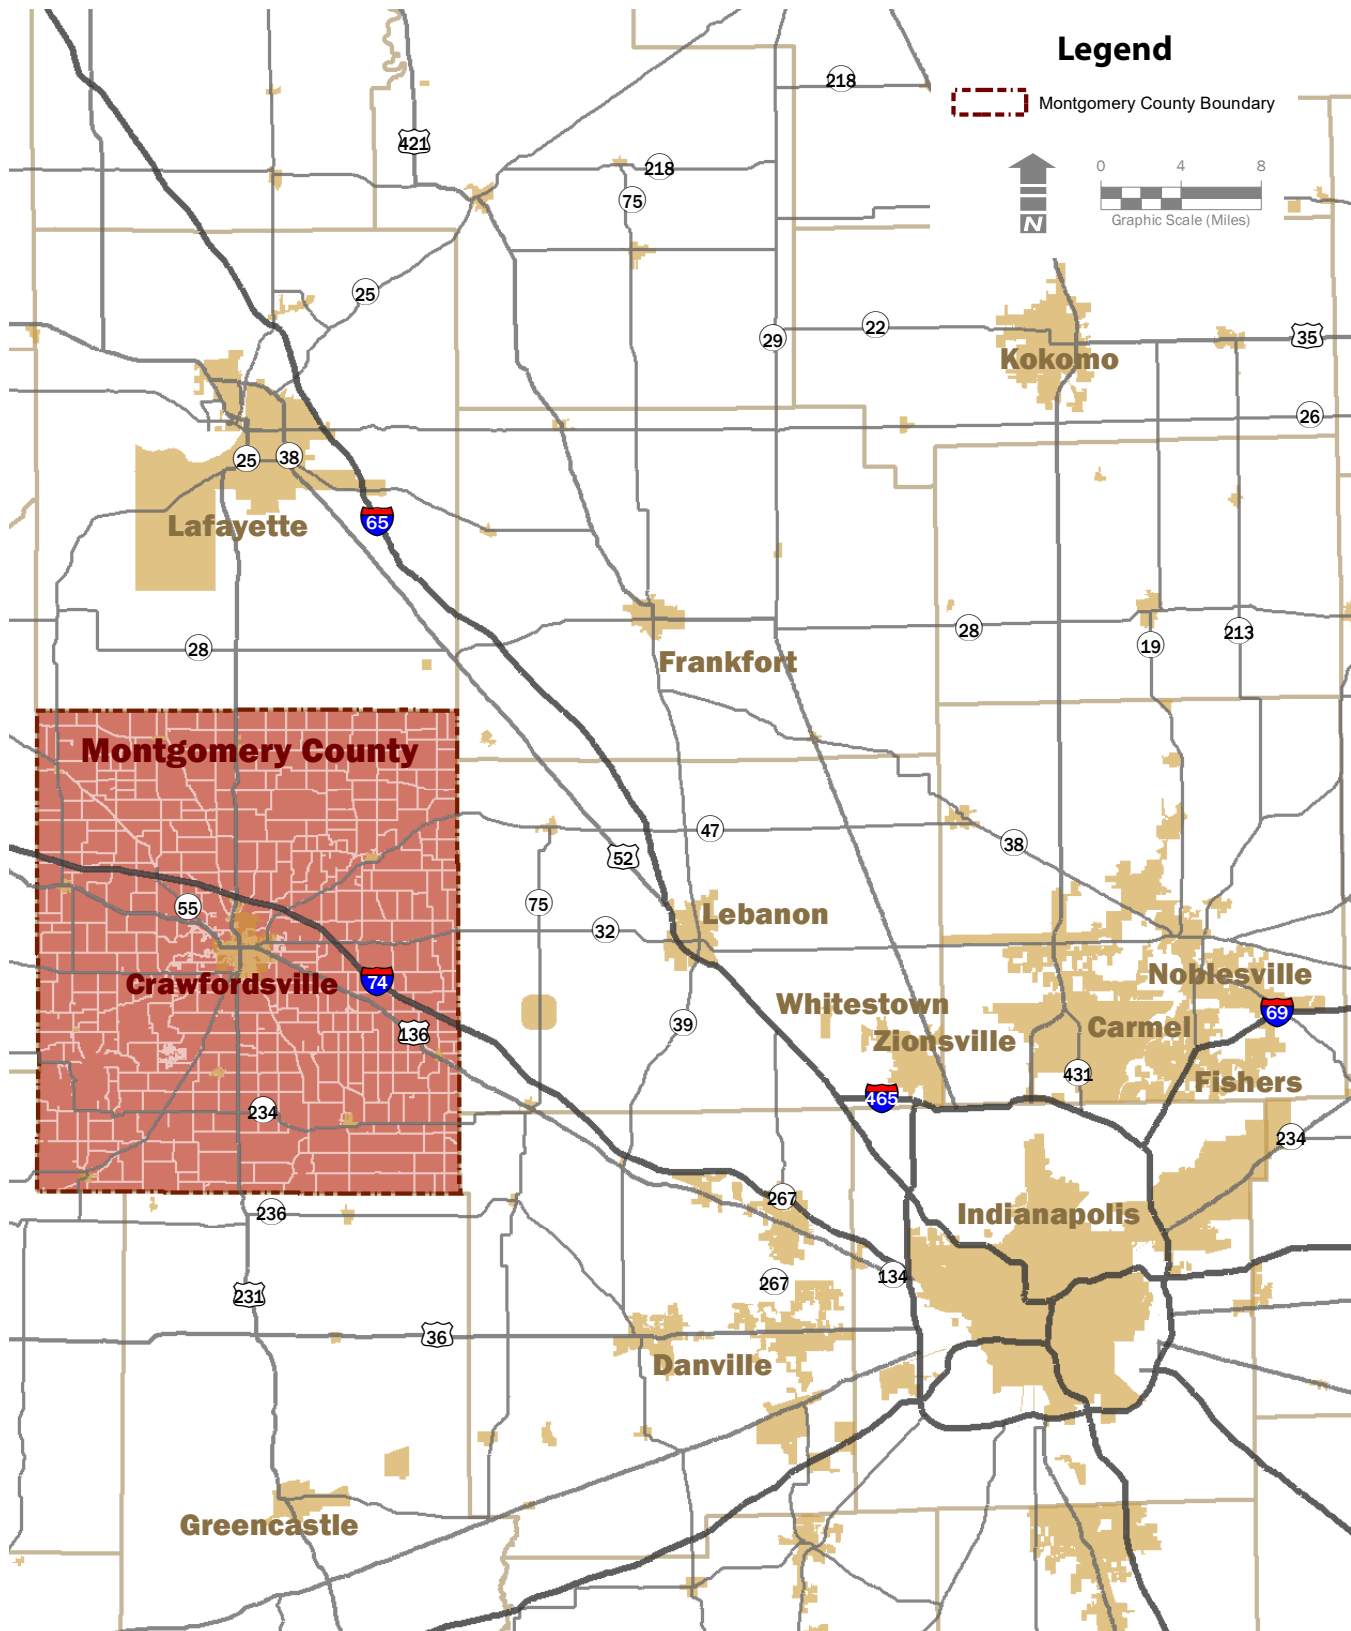 Legend
218
Montgomery County Boundary
421
218
0 4 8
75
Graphic Scale (Miles)
25
29
22
35
Kokomo
26
25
38
65
Lafayette
28
19
213
28
Frankfort
Montgomery County
47
38
52
75
55
Lebanon
32
Noblesville
Crawfordsville
74
Whitestown
69
39
Carmel
136
Zionsville
431
Fishers
465
234
234
267
236
Indianapolis
134
267
231
36
Danville
Greencastle
N